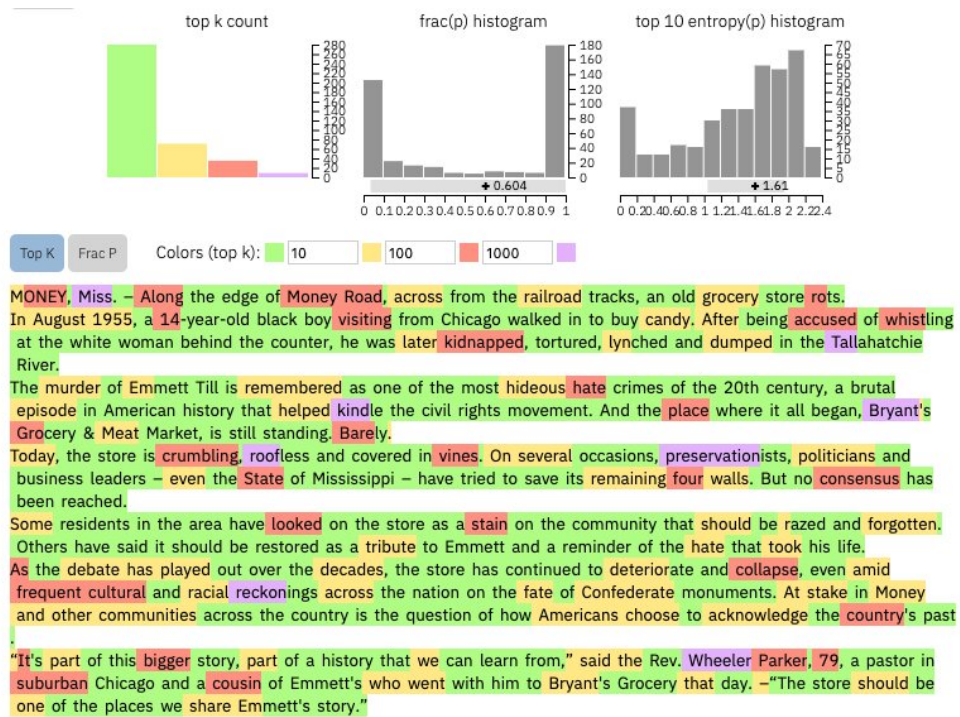 top k count
frac(p) histogram
top 10 entropy(p) histogram
280
260
240
220
200
180
160
140
120
100
80
60
40
20
0
180
160
140
120
100
80
60
40
20
0
70
65
60
55
50
45
40
35
30
25
20
15
10
5
0
+ 0.604
+ 1.61
0 0.1 0.2 0.3 0.4 0.5 0.6 0.7 0.8 0.9 1
0 0.2 0.4 0.6 0.8 1 1.2 1.4 1.6 1.8 2 2.2 2.4
Top K Frac P Colors (top k): 10 100 1000
MONEY, Miss. – Along the edge of Money Road, across from the railroad tracks, an old grocery store rots.
In August 1955, a 14-year-old black boy visiting from Chicago walked in to buy candy. After being accused of whistling
at the white woman behind the counter, he was later kidnapped, tortured, lynched and dumped in the Tallahatchie
River.
The murder of Emmett Till is remembered as one of the most hideous hate crimes of the 20th century, a brutal
episode in American history that helped kindle the civil rights movement. And the place where it all began, Bryant's
Grocery & Meat Market, is still standing. Barely.
Today, the store is crumbling, roofless and covered in vines. On several occasions, preservationists, politicians and
business leaders – even the State of Mississippi – have tried to save its remaining four walls. But no consensus has
been reached.
Some residents in the area have looked on the store as a stain on the community that should be razed and forgotten.
Others have said it should be restored as a tribute to Emmett and a reminder of the hate that took his life.
As the debate has played out over the decades, the store has continued to deteriorate and collapse, even amid
frequent cultural and racial reckonings across the nation on the fate of Confederate monuments. At stake in Money
and other communities across the country is the question of how Americans choose to acknowledge the country's past
.
“It's part of this bigger story, part of a history that we can learn from,” said the Rev. Wheeler Parker, 79, a pastor in
suburban Chicago and a cousin of Emmett's who went with him to Bryant's Grocery that day. –“The store should be
one of the places we share Emmett's story.”